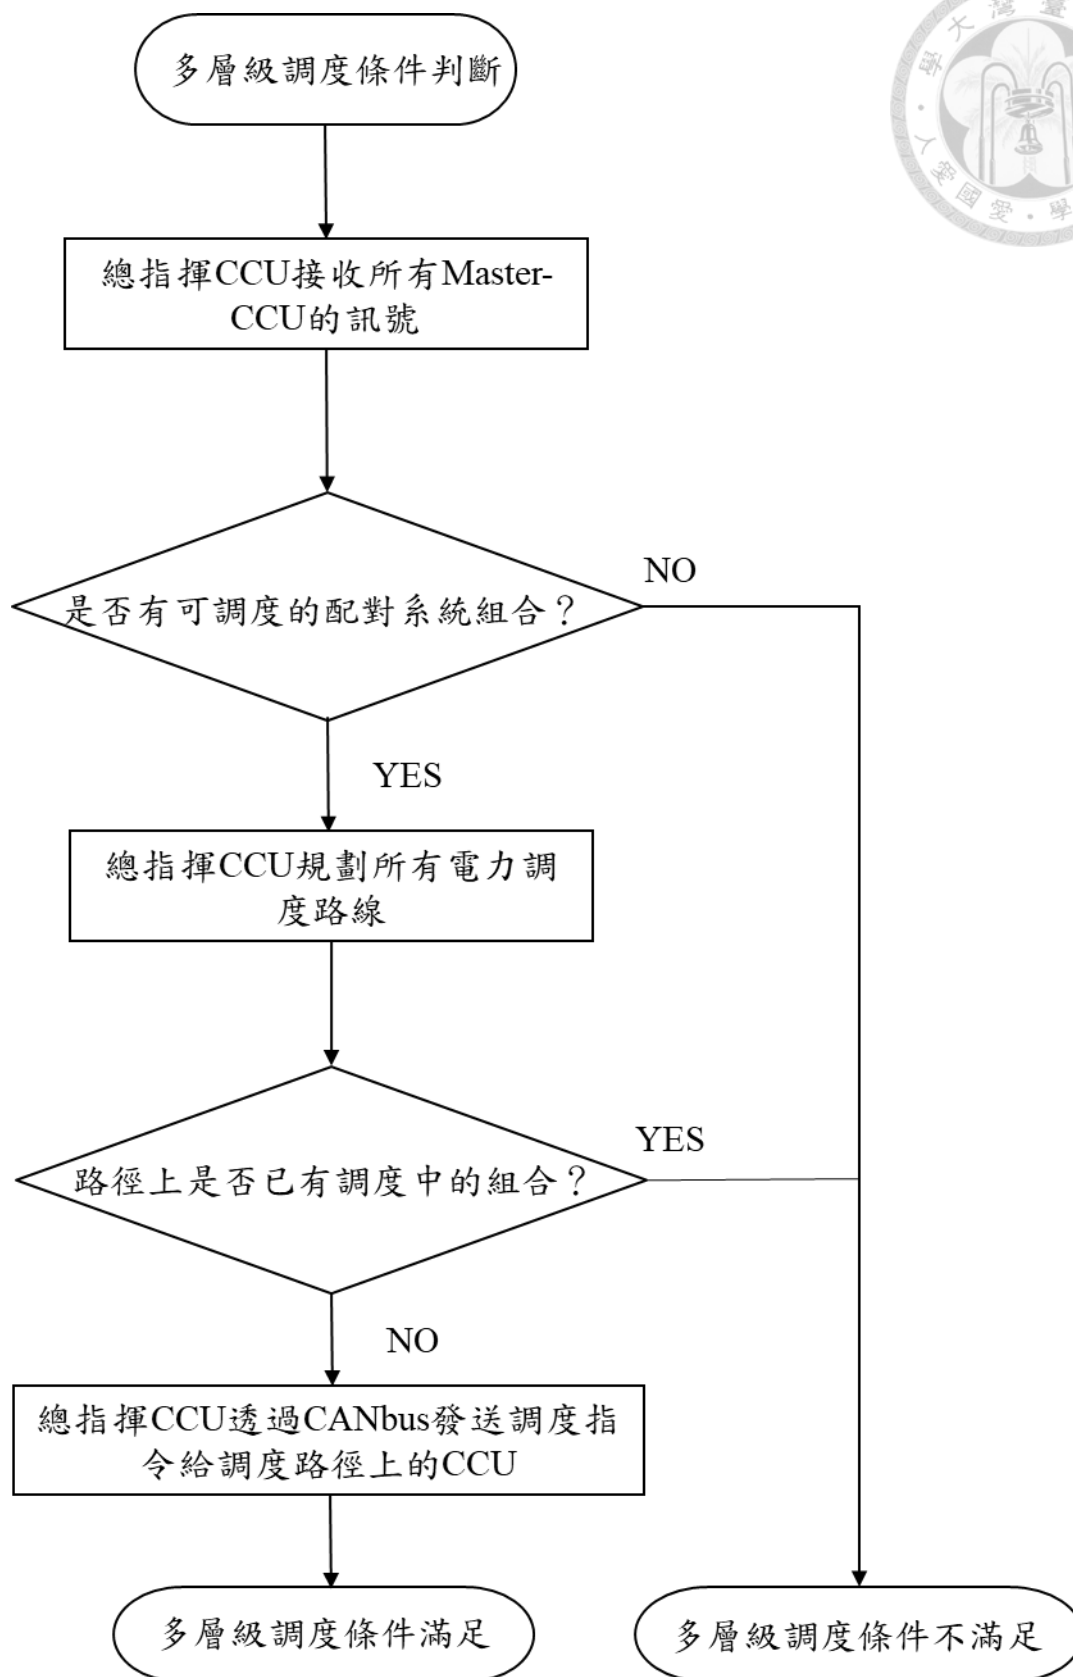 多層級調度條件判斷
總指揮CCU接收所有Master-
CCU的訊號
是否有可調度的配對系統組合？
NO
YES
總指揮CCU規劃所有電力調
度路線
路徑上是否已有調度中的組合？
YES
NO
總指揮CCU透過CANbus發送調度指
令給調度路徑上的CCU
多層級調度條件滿足
多層級調度條件不滿足